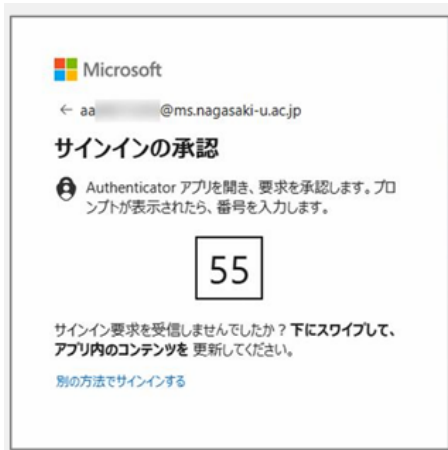 Microsoft
← aa @ms.nagasaki-u.ac.jp
サインインの承認
Authenticator アプリを開き、要求を承認します。プロ
ンプトが表示されたら、番号を入力します。
55
サインイン要求を受信しませんでしたか？下にスワイプして、
アプリ内のコンテンツを 更新してください。
別の方法でサインインする